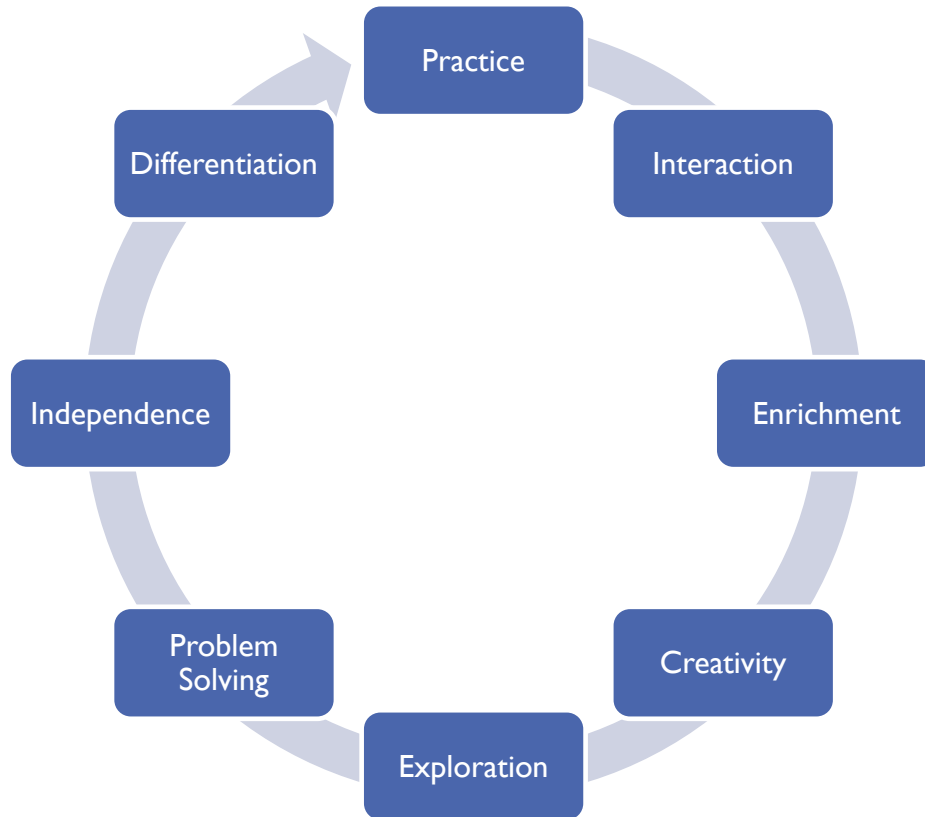 Practice
Interaction
Enrichment
Creativity
Exploration
Problem
Solving
Independence
Differentiation